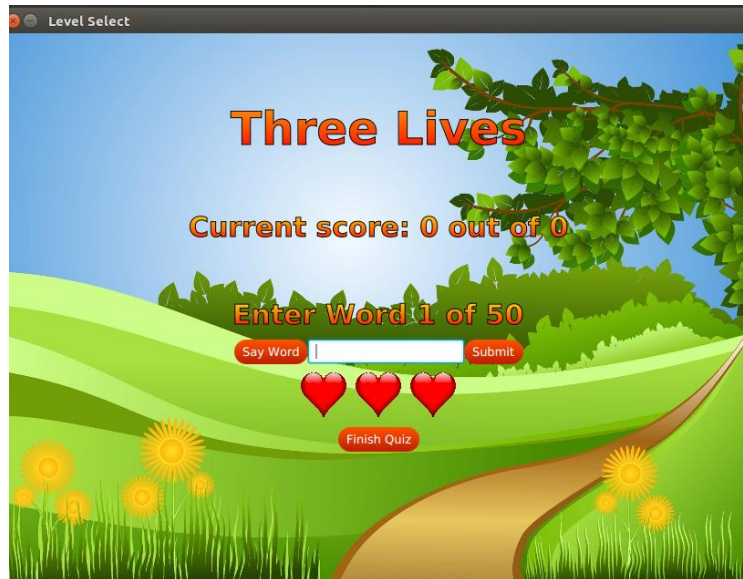 Level Select
Three Lives
Current score: 0 out of 0
Enter Word 1 of 50
Say Word Submit
Finish Quiz